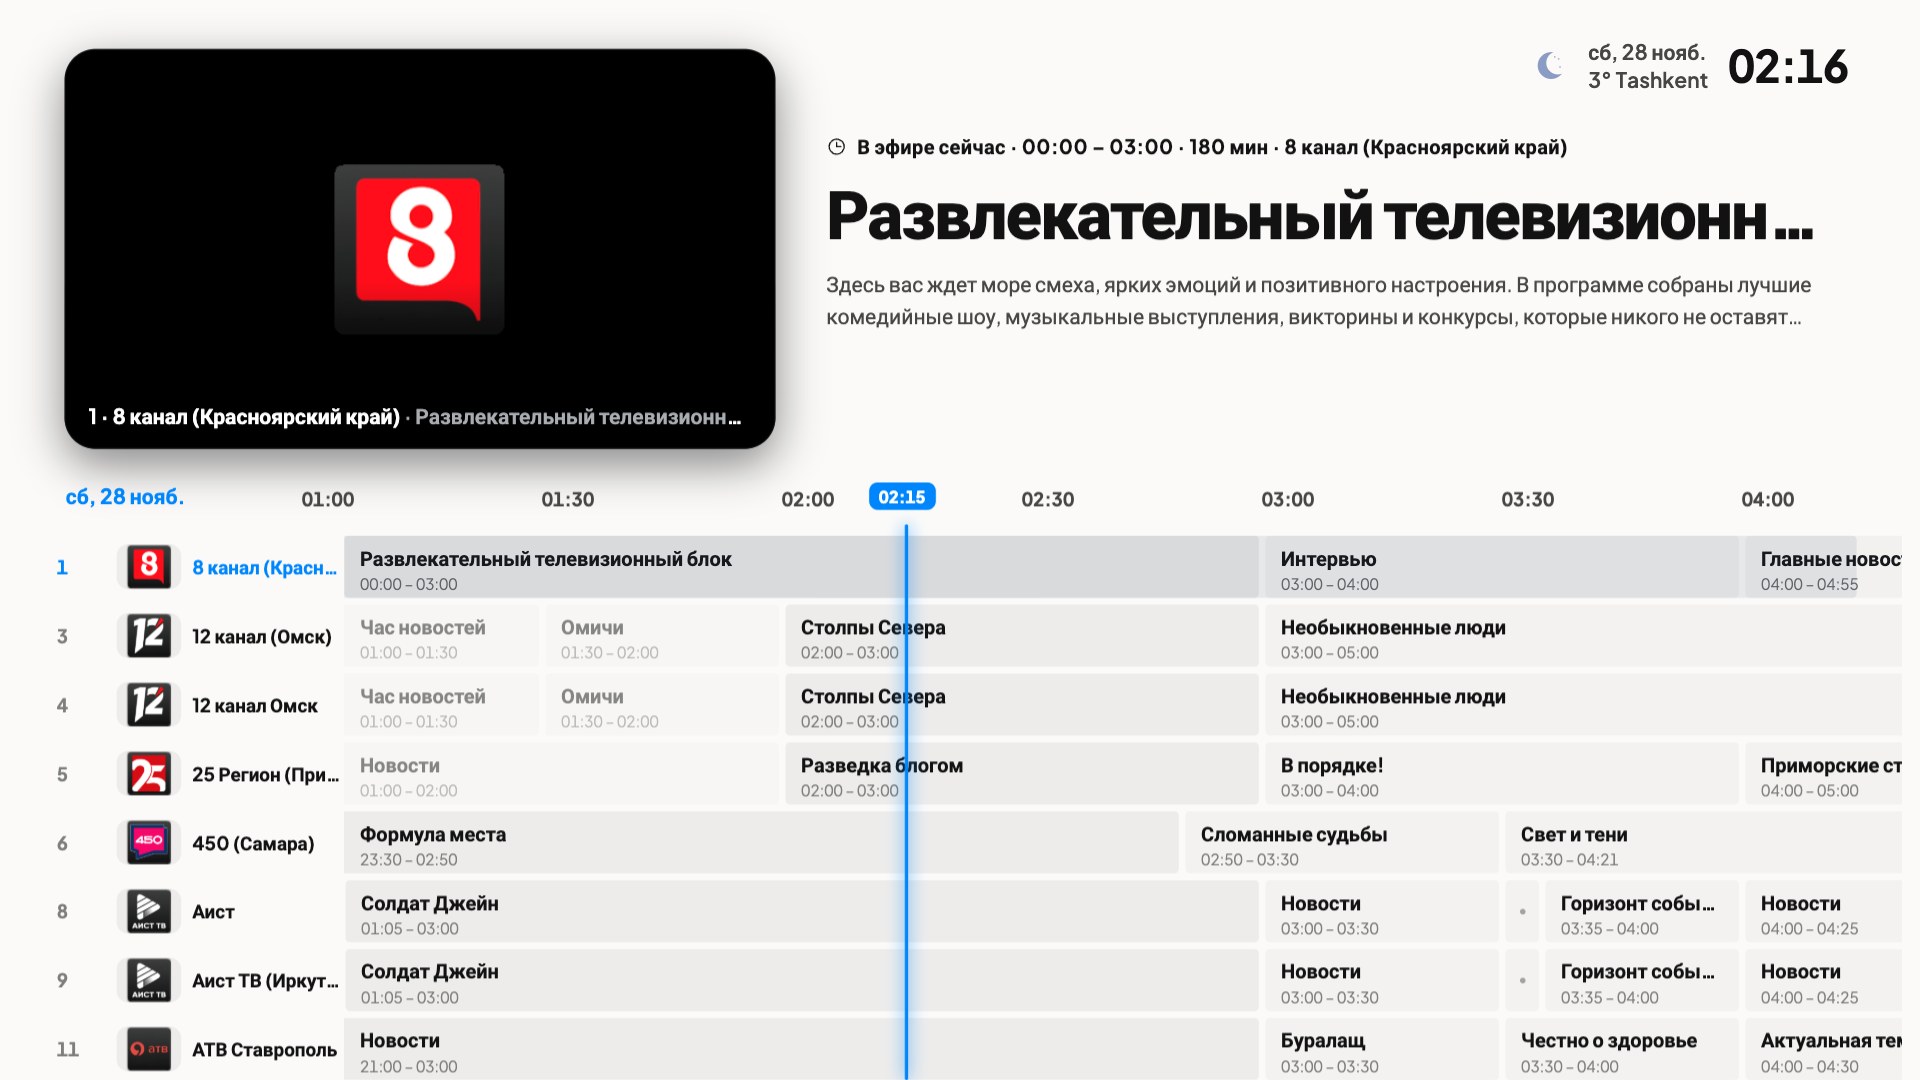 сб, 28 нояб.
3° Tashkent
02:16
В эфире сейчас · 00:00 – 03:00 · 180 мин · 8 канал (Красноярский край)
Развлекательный телевизионн…
Здесь вас ждет море смеха, ярких эмоций и позитивного настроения. В программе собраны лучшие
комедийные шоу, музыкальные выступления, викторины и конкурсы, которые никого не оставят…
8
1 · 8 канал (Красноярский край) · Развлекательный телевизионн…
сб, 28 нояб. 01:00 01:30 02:00 02:15 02:30 03:00 03:30 04:00
1 8 8 канал (Красн… Развлекательный телевизионный блок Интервью Главные новост
00:00 – 03:00 03:00 – 04:00 04:00 – 04:55
3 12 12 канал (Омск) Час новостей Омичи Столпы Севера Необыкновенные люди
01:00 – 01:30 01:30 – 02:00 02:00 – 03:00 03:00 – 05:00
4 12 12 канал Омск Час новостей Омичи Столпы Севера Необыкновенные люди
01:00 – 01:30 01:30 – 02:00 02:00 – 03:00 03:00 – 05:00
5 25 25 Регион (При… Новости Разведка блогом В порядке! Приморские ст
01:00 – 02:00 02:00 – 03:00 03:00 – 04:00 04:00 – 05:00
6 450 450 (Самара) Формула места Сломанные судьбы Свет и тени
23:30 – 02:50 02:50 – 03:30 03:30 – 04:21
8 АИСТ ТВ Аист Солдат Джейн Новости Горизонт собы… Новости
01:05 – 03:00 03:00 – 03:30 03:35 – 04:00 04:00 – 04:25
9 АИСТ ТВ Аист ТВ (Иркут… Солдат Джейн Новости Горизонт собы… Новости
01:05 – 03:00 03:00 – 03:30 03:35 – 04:00 04:00 – 04:25
11 атв АТВ Ставрополь Новости Буралащ Честно о здоровье Актуальная тем
21:00 – 03:00 03:00 – 03:30 03:30 – 04:00 04:00 – 04:30